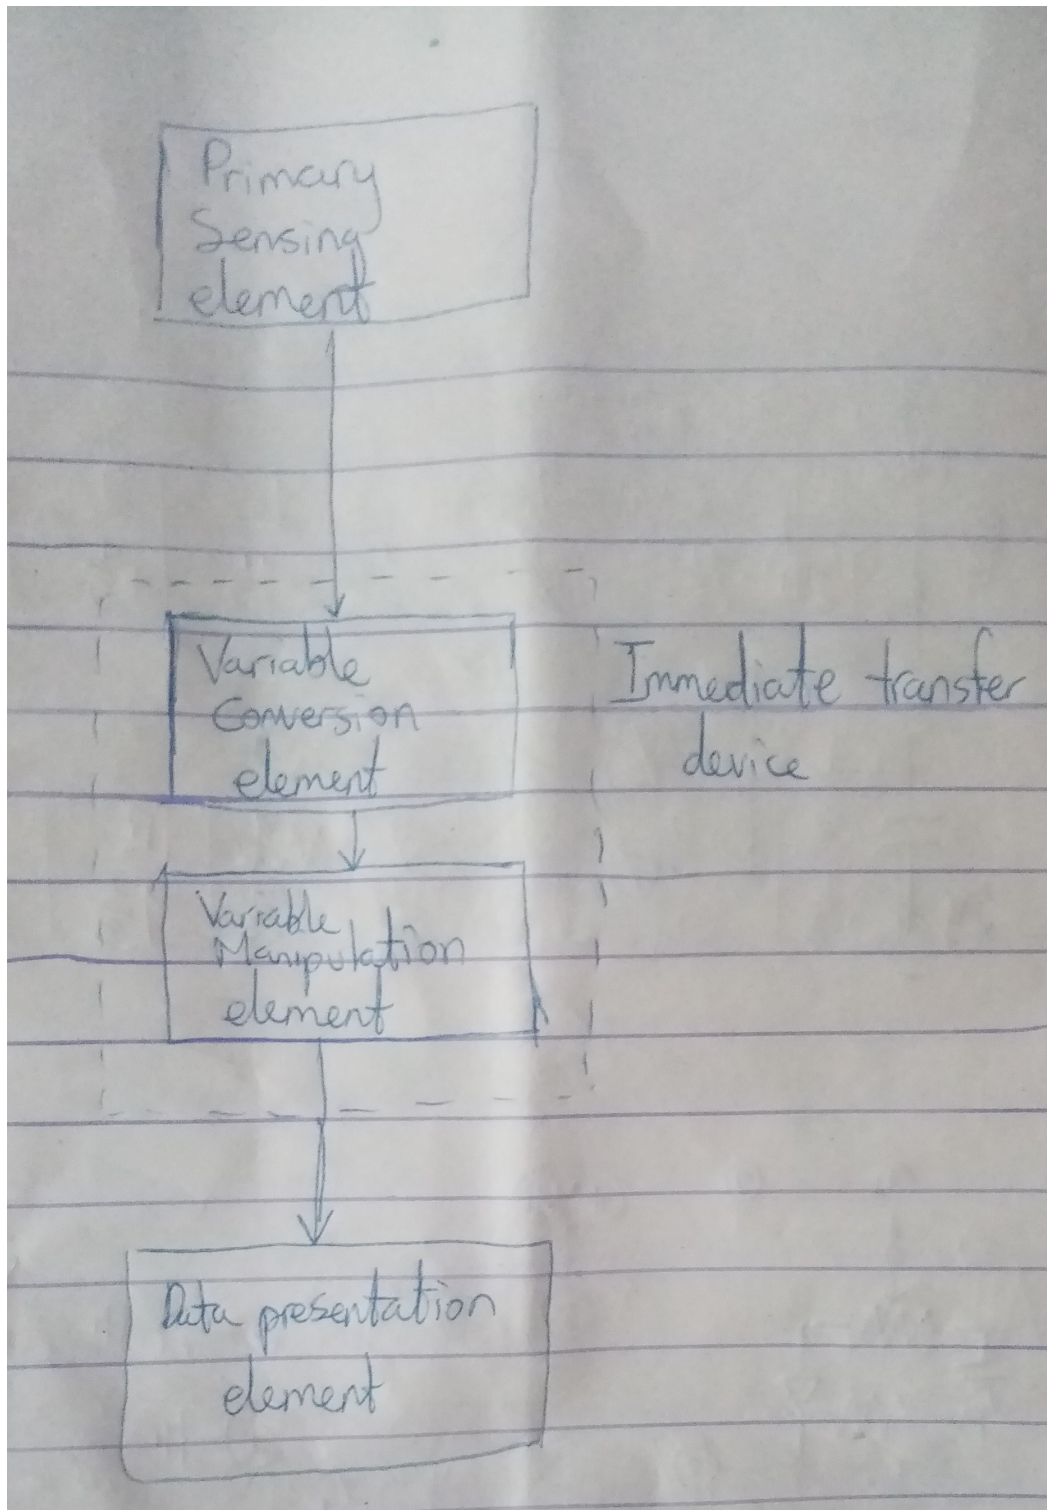 Primary
Sensing
element
Variable
Conversion
element
Immediate transfer
device
Variable
Manipulation
element
Data presentation
element